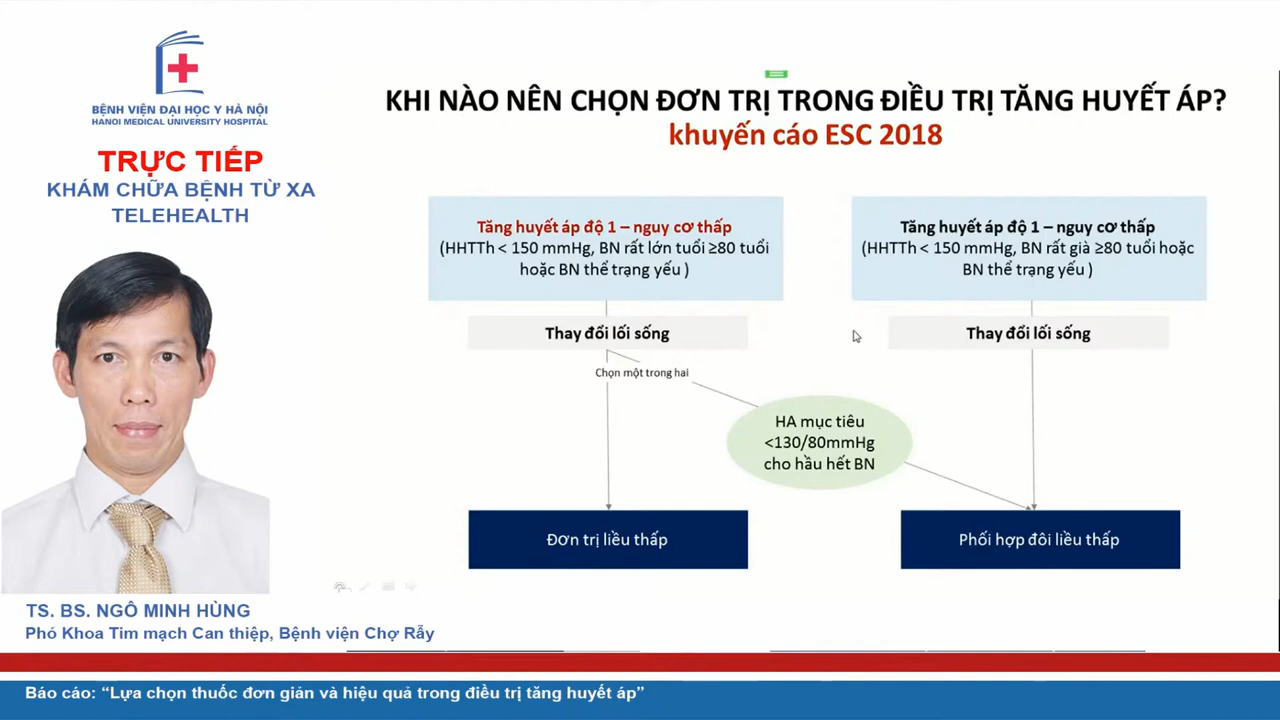 BỆNH VIỆN ĐẠI HỌC Y HÀ NỘI
HANOI MEDICAL UNIVERSITY HOSPITAL
TRỰC TIẾP
KHÁM CHỮA BỆNH TỪ XA
TELEHEALTH
KHI NÀO NÊN CHỌN ĐƠN TRỊ TRONG ĐIỀU TRỊ TĂNG HUYẾT ÁP?
khuyến cáo ESC 2018
Tăng huyết áp độ 1 – nguy cơ thấp
(HHTTh < 150 mmHg, BN rất lớn tuổi ≥80 tuổi
hoặc BN thể trạng yếu )
Tăng huyết áp độ 1 – nguy cơ thấp
(HHTTh < 150 mmHg, BN rất già ≥80 tuổi hoặc
BN thể trạng yếu )
Thay đổi lối sống
Thay đổi lối sống
Chọn một trong hai
HA mục tiêu
<130/80mmHg
cho hầu hết BN
Đơn trị liều thấp
Phối hợp đôi liều thấp
TS. BS. NGÔ MINH HÙNG
Phó Khoa Tim mạch Can thiệp, Bệnh viện Chợ Rẫy
Báo cáo: “Lựa chọn thuốc đơn giản và hiệu quả trong điều trị tăng huyết áp”